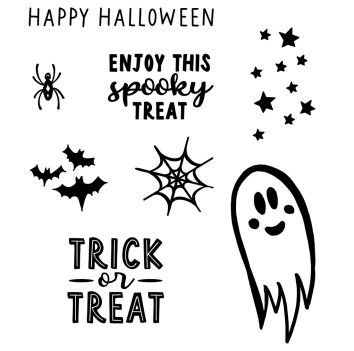 HAPPY HALLOWEEN
ENJOY THIS
spooky
TREAT
TRICK
or
TREAT